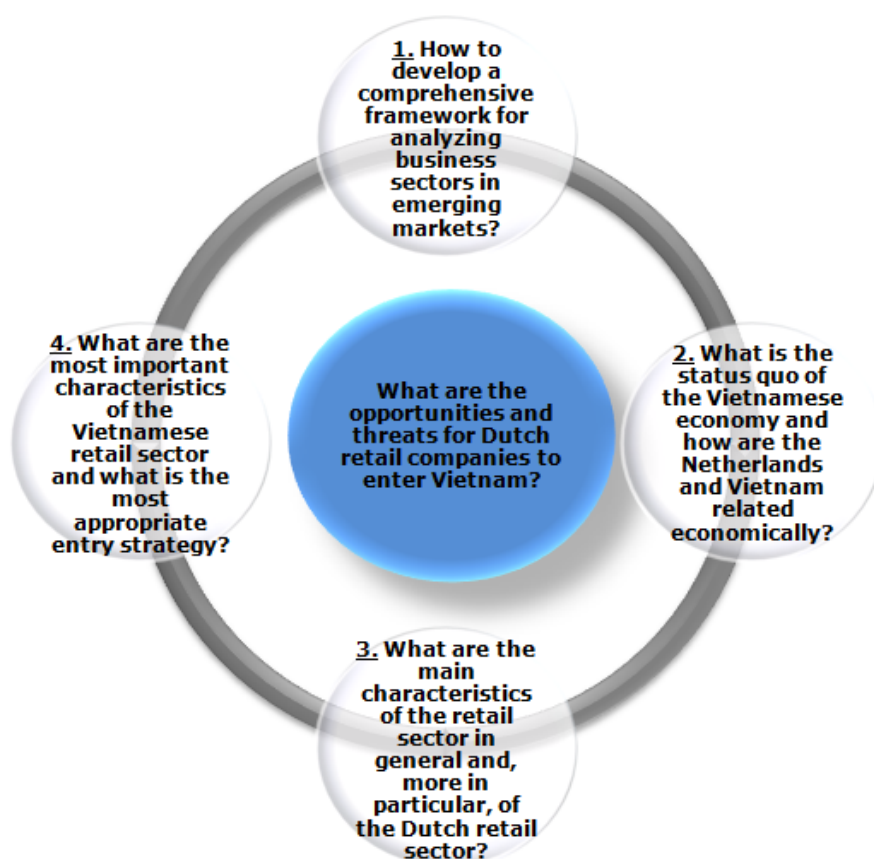 1. How to
develop a
comprehensive
framework for
analyzing
business
sectors in
emerging
markets?
What are the
opportunities and
threats for Dutch
retail companies to
enter Vietnam?
2. What is the
status quo of
the Vietnamese
economy and
how are the
Netherlands
and Vietnam
related
economically?
3. What are the
main
characteristics
of the retail
sector in
general and,
more in
particular, of
the Dutch retail
sector?
4. What are the
most important
characteristics
of the
Vietnamese
retail sector
and what is the
most
appropriate
entry strategy?